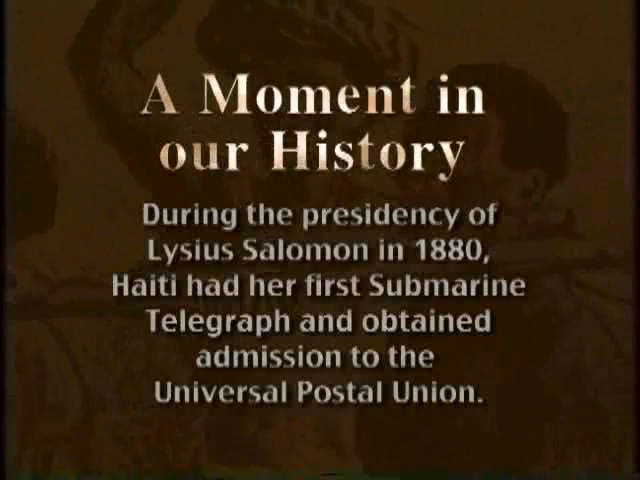 A Moment in
our History
During the presidency of
Lysius Salomon in 1880,
Haiti had her first Submarine
Telegraph and obtained
admission to the
Universal Postal Union.